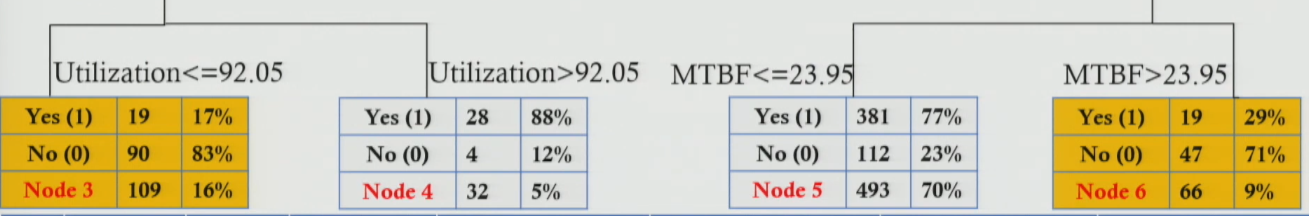 Utilization<=92.05 Utilization>92.05 MTBF<=23.95 MTBF>23.95
Yes (1) 19 17% Yes (1) 28 88% Yes (1) 381 77% Yes (1) 19 29%
No (0) 90 83% No (0) 4 12% No (0) 112 23% No (0) 47 71%
Node 3 109 16% Node 4 32 5% Node 5 493 70% Node 6 66 9%